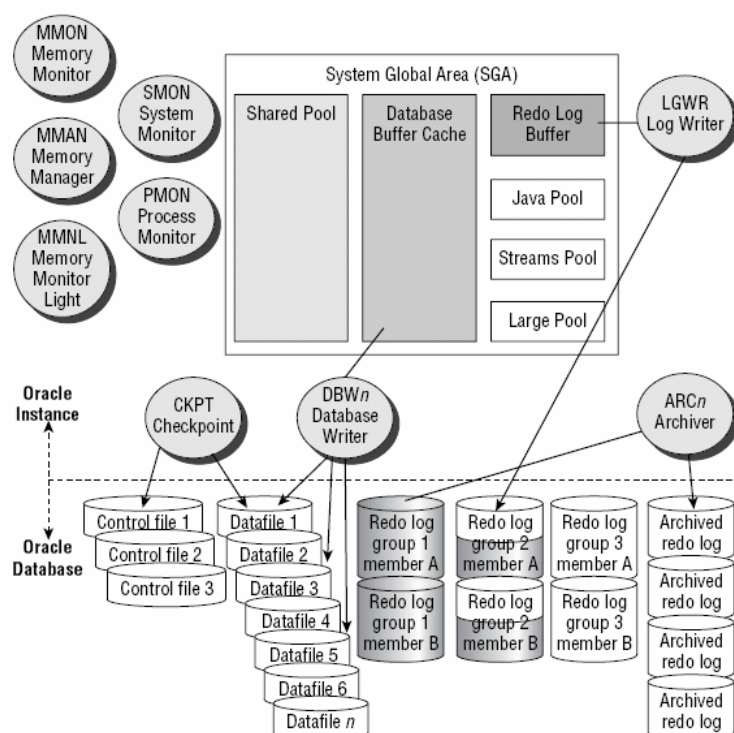 MMON
Memory
Monitor
SMON
System
Monitor
MMAN
Memory
Manager
PMON
Process
Monitor
MMNL
Memory
Monitor
Light
System Global Area (SGA)
Shared Pool
Database
Buffer Cache
Redo Log
Buffer
Java Pool
Streams Pool
Large Pool
LGWR
Log Writer
Oracle
Instance
CKPT
Checkpoint
DBWn
Database
Writer
ARCn
Archiver
Oracle
Database
Control file 1
Control file 2
Control file 3
Datafile 1
Datafile 2
Datafile 3
Datafile 4
Datafile 5
Datafile 6
Datafile n
Redo log
group 1
member A
Redo log
group 1
member B
Redo log
group 2
member A
Redo log
group 2
member B
Redo log
group 3
member A
Redo log
group 3
member B
Archived
redo log
Archived
redo log
Archived
redo log
Archived
redo log